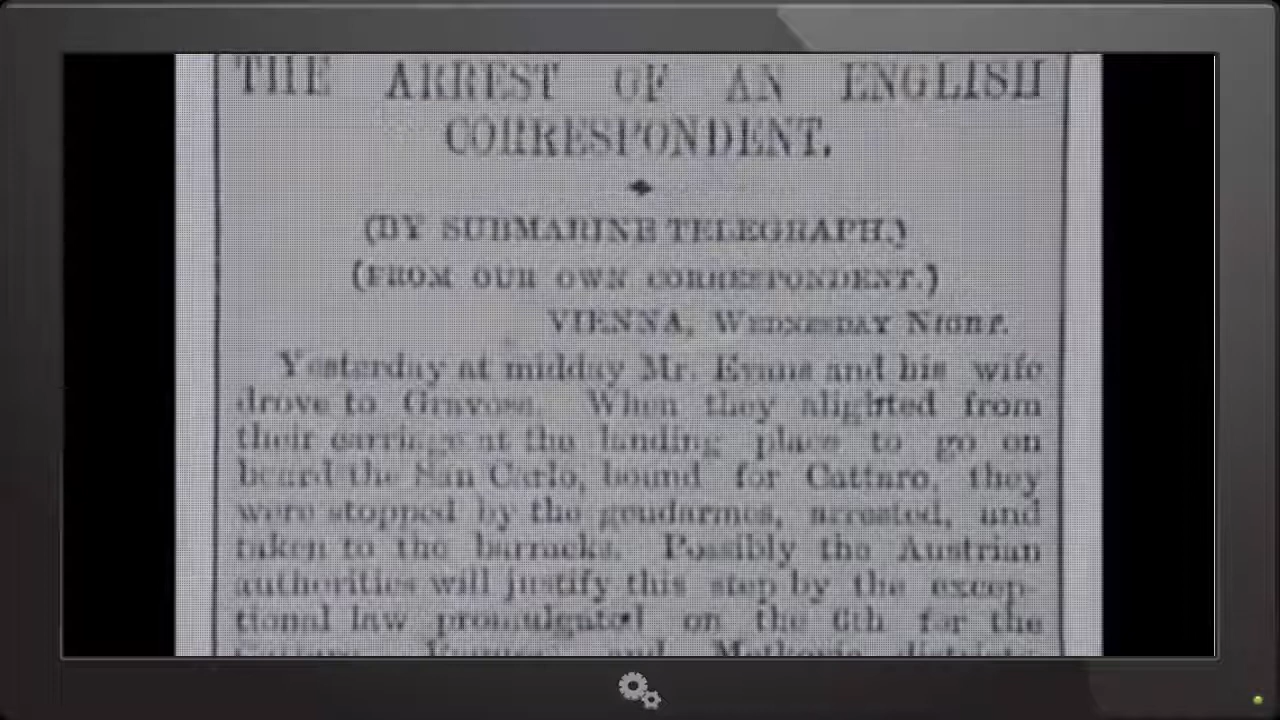 THE ARREST OF AN ENGLISH
CORRESPONDENT.
(BY SUBMARINE TELEGRAPH.)
(FROM OUR OWN CORRESPONDENT.)
VIENNA, WEDNESDAY NIGHT.
Yesterday at midday Mr. Evans and his wife
drove to Gravosa. When they alighted from
their carriage at the landing place to go on
board the San Carlo, bound for Cattaro, they
were stopped by the gendarmes, arrested, and
taken to the barracks. Possibly the Austrian
authorities will justify this step by the excep-
tional law promulgated on the 6th for the
and